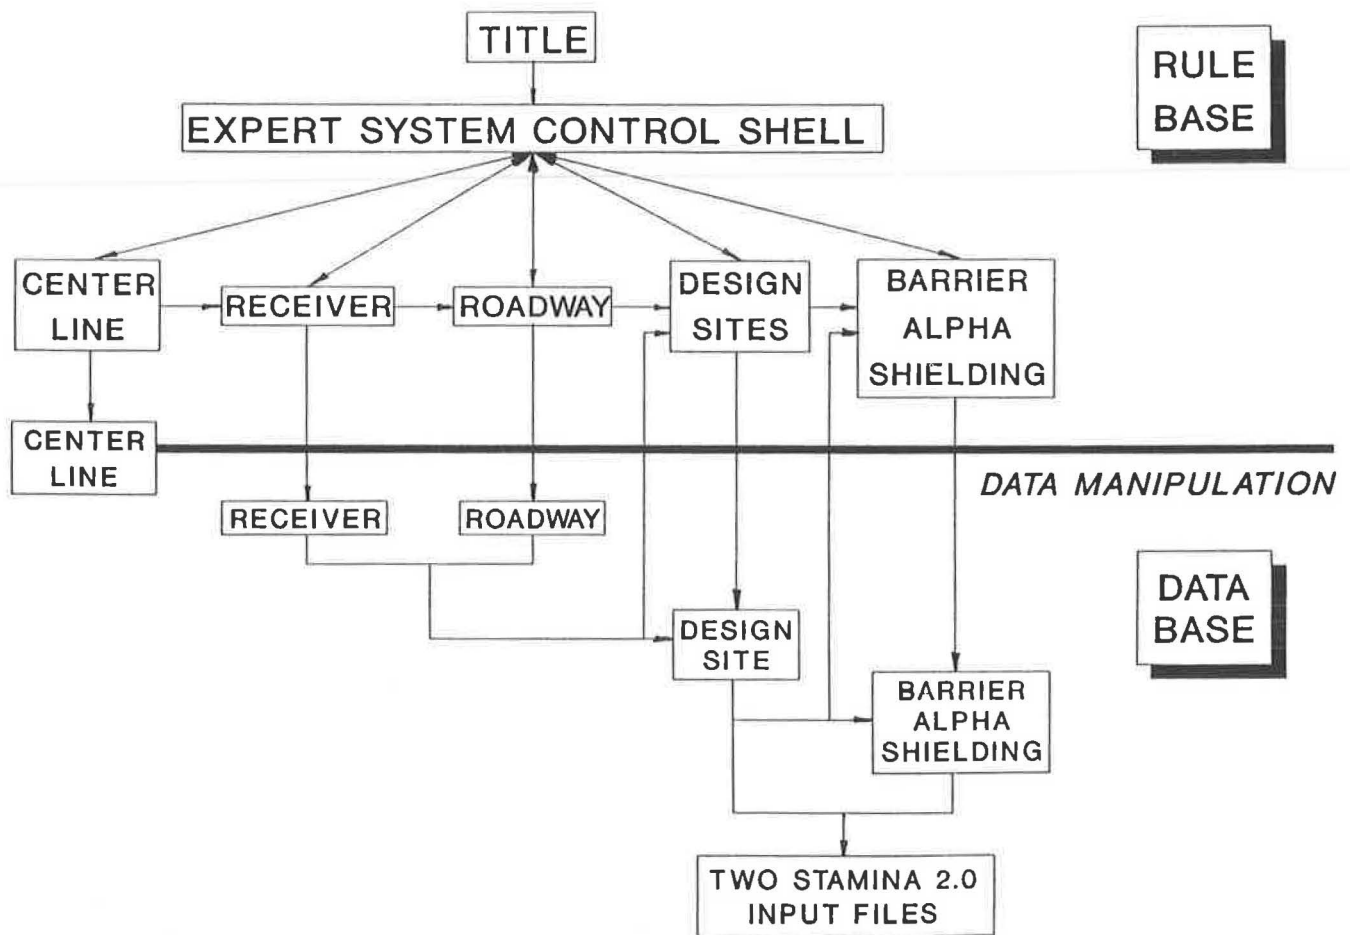 TITLE
RULE
BASE
EXPERT SYSTEM CONTROL SHELL
CENTER
LINE
RECEIVER
ROADWAY
DESIGN
SITES
BARRIER
ALPHA
SHIELDING
CENTER
LINE
DATA MANIPULATION
RECEIVER
ROADWAY
DATA
BASE
DESIGN
SITE
BARRIER
ALPHA
SHIELDING
TWO STAMINA 2.0
INPUT FILES